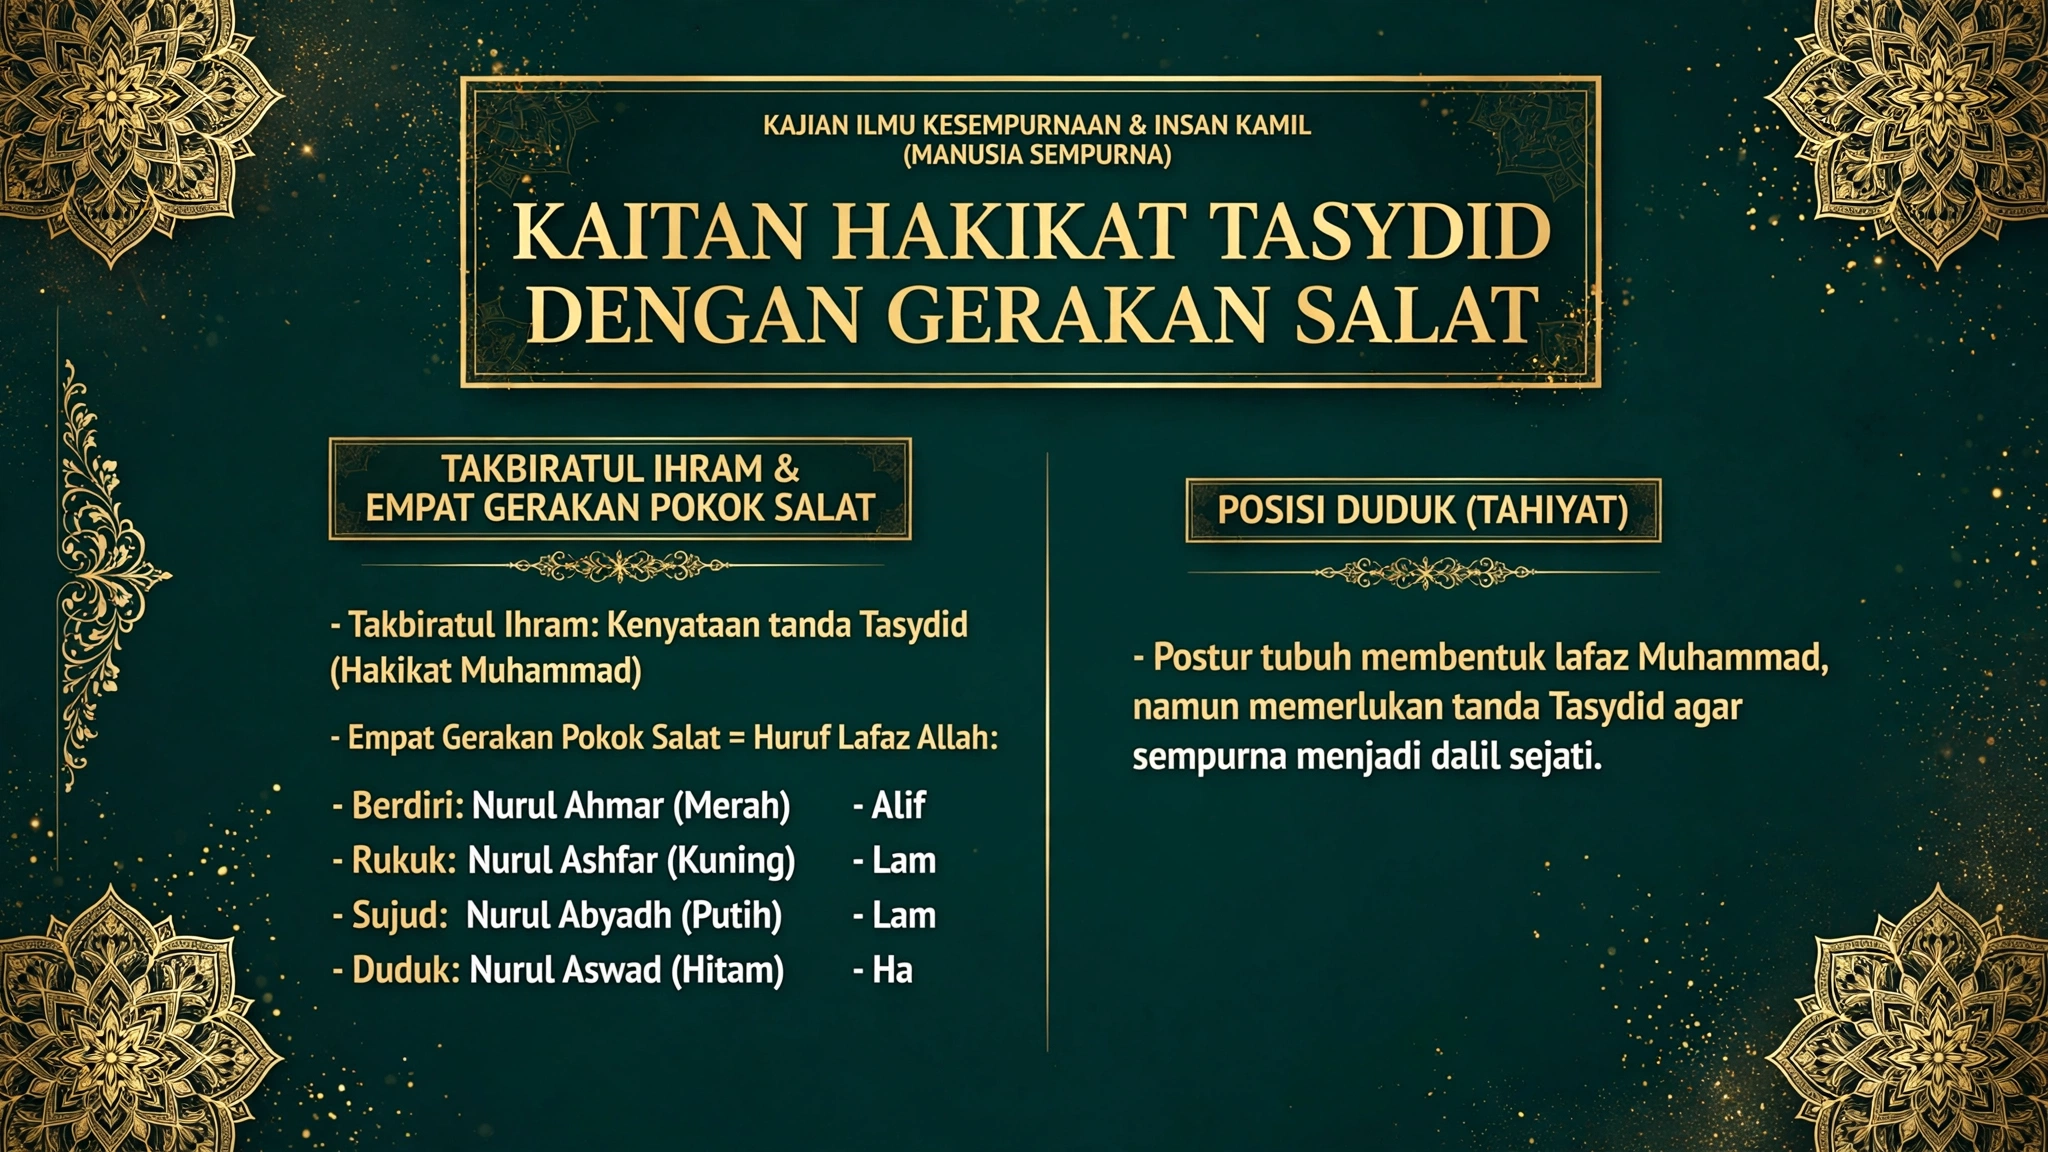 KAJIAN ILMU KESEMPURNAAN & INSAN KAMIL
(MANUSIA SEMPURNA)
KAITAN HAKIKAT TASYDID
DENGAN GERAKAN SALAT
TAKBIRATUL IHRAM &
EMPAT GERAKAN POKOK SALAT
- Takbiratul Ihram: Kenyataan tanda Tasydid
(Hakikat Muhammad)
- Empat Gerakan Pokok Salat = Huruf Lafaz Allah:
- Berdiri: Nurul Ahmar (Merah) - Alif
- Rukuk: Nurul Ashfar (Kuning) - Lam
- Sujud: Nurul Abyadh (Putih) - Lam
- Duduk: Nurul Aswad (Hitam) - Ha
POSISI DUDUK (TAHIYAT)
- Postur tubuh membentuk lafaz Muhammad,
namun memerlukan tanda Tasydid agar
sempurna menjadi dalil sejati.